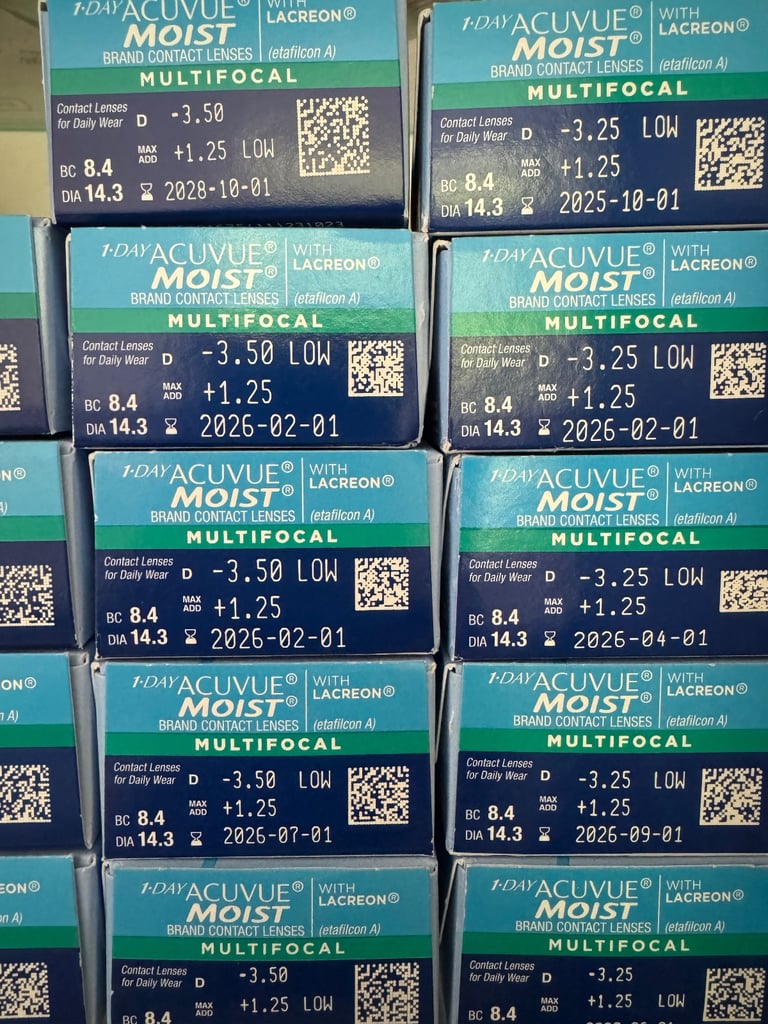 1·DAY ACUVUE® WITH
MOIST® LACREON®
BRAND CONTACT LENSES (etafilcon A)
MULTIFOCAL
Contact Lenses
for Daily Wear D -3.50
MAX ADD +1.25 LOW
BC 8.4
DIA 14.3 2028-10-01
1·DAY ACUVUE® WITH
MOIST® LACREON®
BRAND CONTACT LENSES (etafilcon A)
MULTIFOCAL
Contact Lenses
for Daily Wear D -3.25 LOW
MAX ADD +1.25
BC 8.4
DIA 14.3 2025-10-01
1·DAY ACUVUE® WITH
MOIST® LACREON®
BRAND CONTACT LENSES (etafilcon A)
MULTIFOCAL
Contact Lenses
for Daily Wear D -3.50 LOW
MAX ADD +1.25
BC 8.4
DIA 14.3 2026-02-01
1·DAY ACUVUE® WITH
MOIST® LACREON®
BRAND CONTACT LENSES (etafilcon A)
MULTIFOCAL
Contact Lenses
for Daily Wear D -3.25 LOW
MAX ADD +1.25
BC 8.4
DIA 14.3 2026-02-01
1·DAY ACUVUE® WITH
MOIST® LACREON®
BRAND CONTACT LENSES (etafilcon A)
MULTIFOCAL
Contact Lenses
for Daily Wear D -3.50 LOW
MAX ADD +1.25
BC 8.4
DIA 14.3 2026-02-01
1·DAY ACUVUE® WITH
MOIST® LACREON®
BRAND CONTACT LENSES (etafilcon A)
MULTIFOCAL
Contact Lenses
for Daily Wear D -3.25 LOW
MAX ADD +1.25
BC 8.4
DIA 14.3 2026-04-01
1·DAY ACUVUE® WITH
MOIST® LACREON®
BRAND CONTACT LENSES (etafilcon A)
MULTIFOCAL
Contact Lenses
for Daily Wear D -3.50 LOW
MAX ADD +1.25
BC 8.4
DIA 14.3 2026-07-01
1·DAY ACUVUE® WITH
MOIST® LACREON®
BRAND CONTACT LENSES (etafilcon A)
MULTIFOCAL
Contact Lenses
for Daily Wear D -3.25 LOW
MAX ADD +1.25
BC 8.4
DIA 14.3 2026-09-01
1·DAY ACUVUE® WITH
MOIST® LACREON®
BRAND CONTACT LENSES (etafilcon A)
MULTIFOCAL
Contact Lenses
for Daily Wear D -3.50
MAX ADD +1.25 LOW
BC 8.4
1·DAY ACUVUE® WITH
MOIST® LACREON®
BRAND CONTACT LENSES (etafilcon A)
MULTIFOCAL
Contact Lenses
for Daily Wear D -3.25
MAX ADD +1.25 LOW
BC 8.4